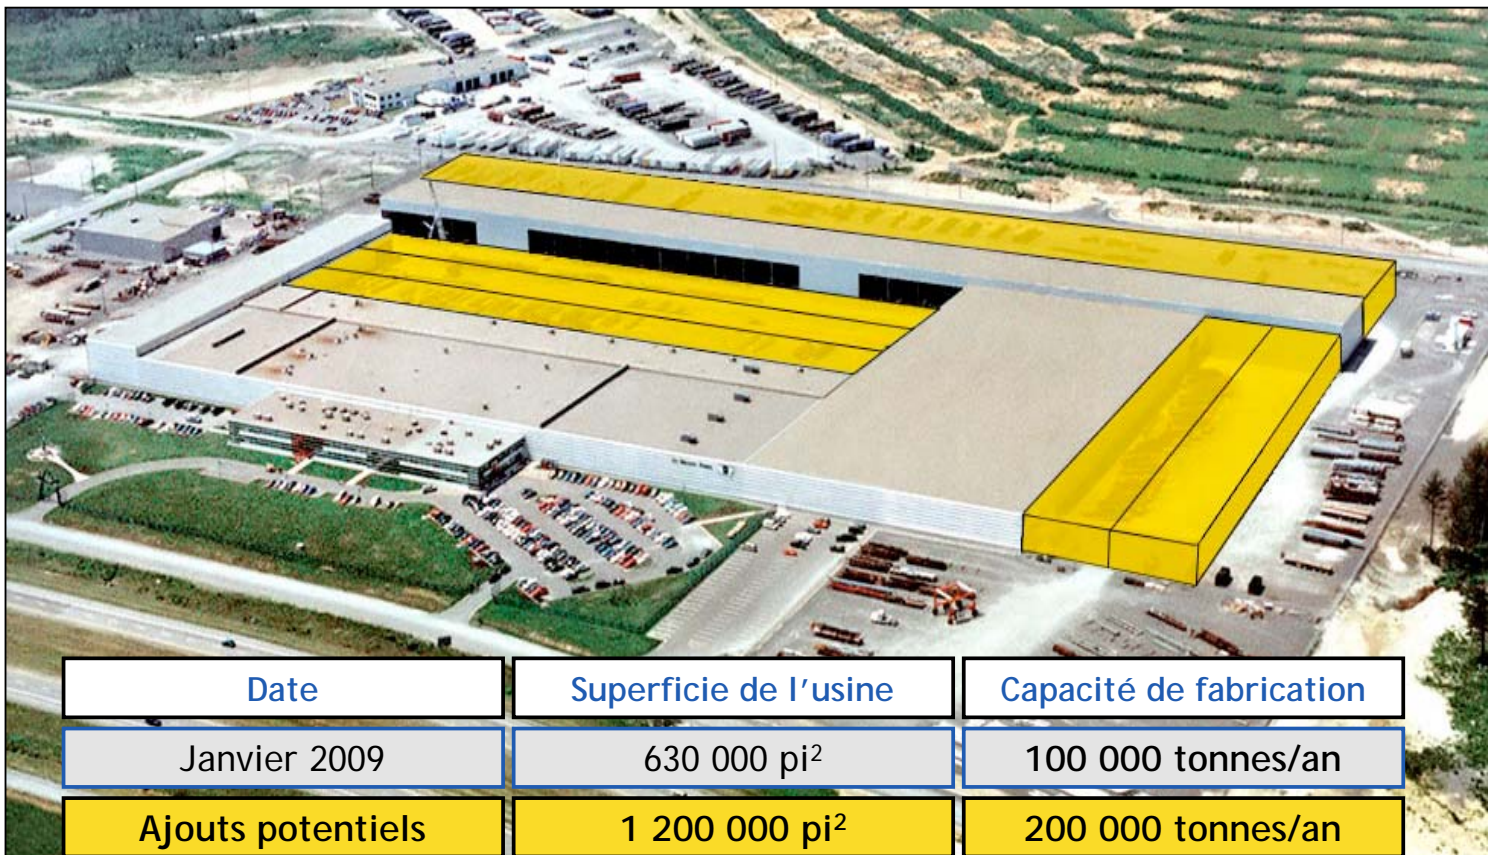 Date
Superficie de l'usine
Capacité de fabrication
Janvier 2009
630 000 pi²
100 000 tonnes/an
Ajouts potentiels
1 200 000 pi²
200 000 tonnes/an